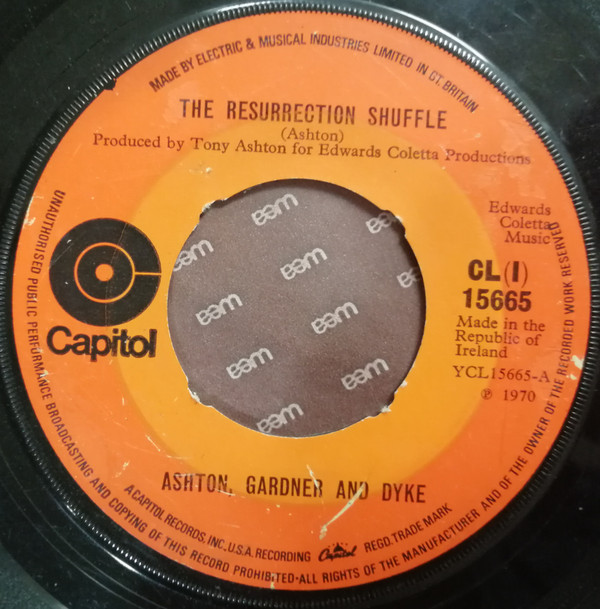 MADE BY ELECTRIC & MUSICAL INDUSTRIES LIMITED IN GT. BRITAIN
THE RESURRECTION SHUFFLE
(Ashton)
Produced by Tony Ashton for Edwards Coletta Productions
Edwards
Coletta
Music
CL(I)
15665
Made in the
Republic of
Ireland
YCL15665-A
℗ 1970
Capitol
ASHTON, GARDNER AND DYKE
A CAPITOL RECORDS, INC., U.S.A. RECORDING Capitol REGD. TRADE MARK
UNAUTHORISED PUBLIC PERFORMANCE BROADCASTING AND COPYING OF THIS RECORD PROHIBITED-ALL RIGHTS OF THE MANUFACTURER AND OF THE OWNER OF THE RECORDED WORK RESERVED